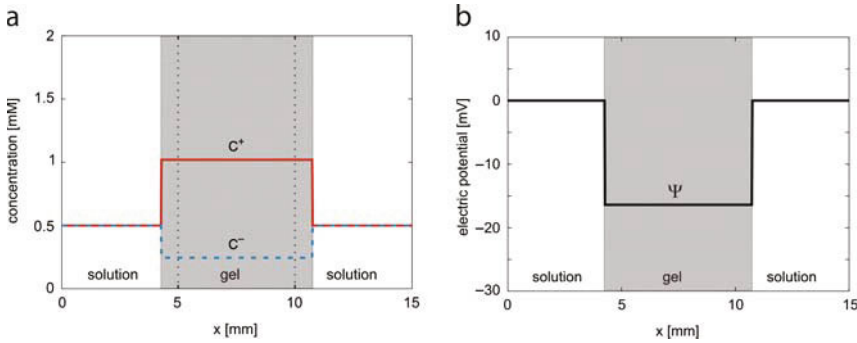 a
concentration [mM]
2
1.5
1
0.5
0
C⁺
C⁻
solution
gel
solution
0
5
10
15
x [mm]
b
electric potential [mV]
10
0
−10
−20
−30
Ψ
solution
gel
solution
0
5
10
15
x [mm]